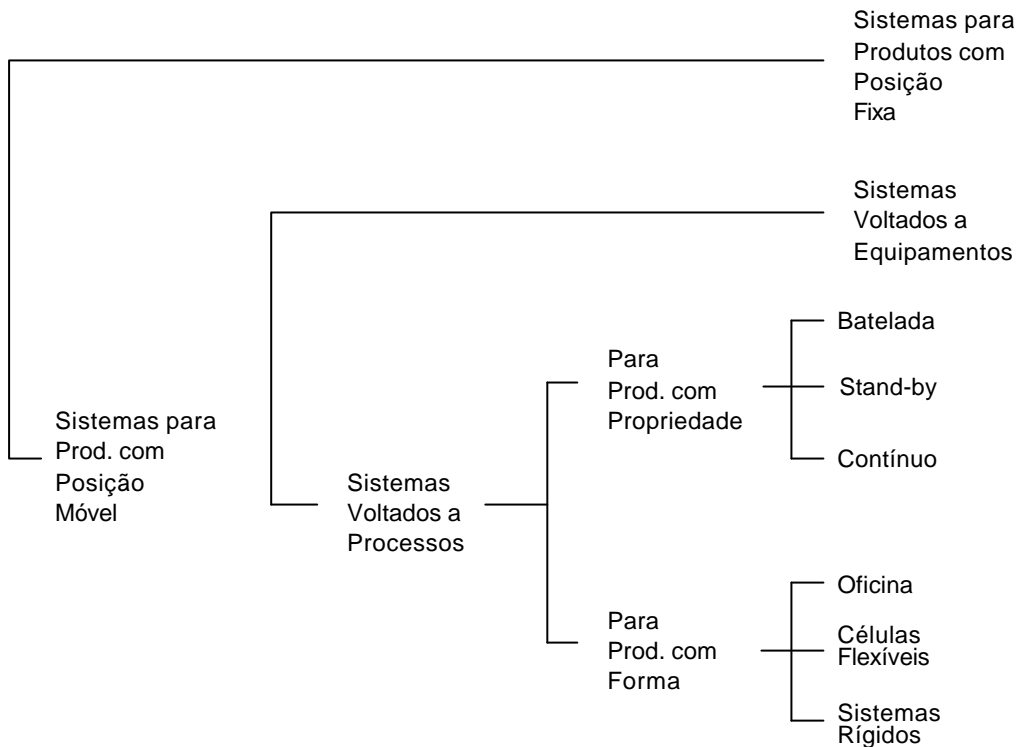 Sistemas para
Produtos com
Posição
Fixa
Sistemas
Voltados a
Equipamentos
Batelada
Para
Prod. com
Propriedade
Stand-by
Sistemas para
Prod. com
Posição
Móvel
Contínuo
Sistemas
Voltados a
Processos
Oficina
Para
Prod. com
Forma
Células
Flexíveis
Sistemas
Rígidos